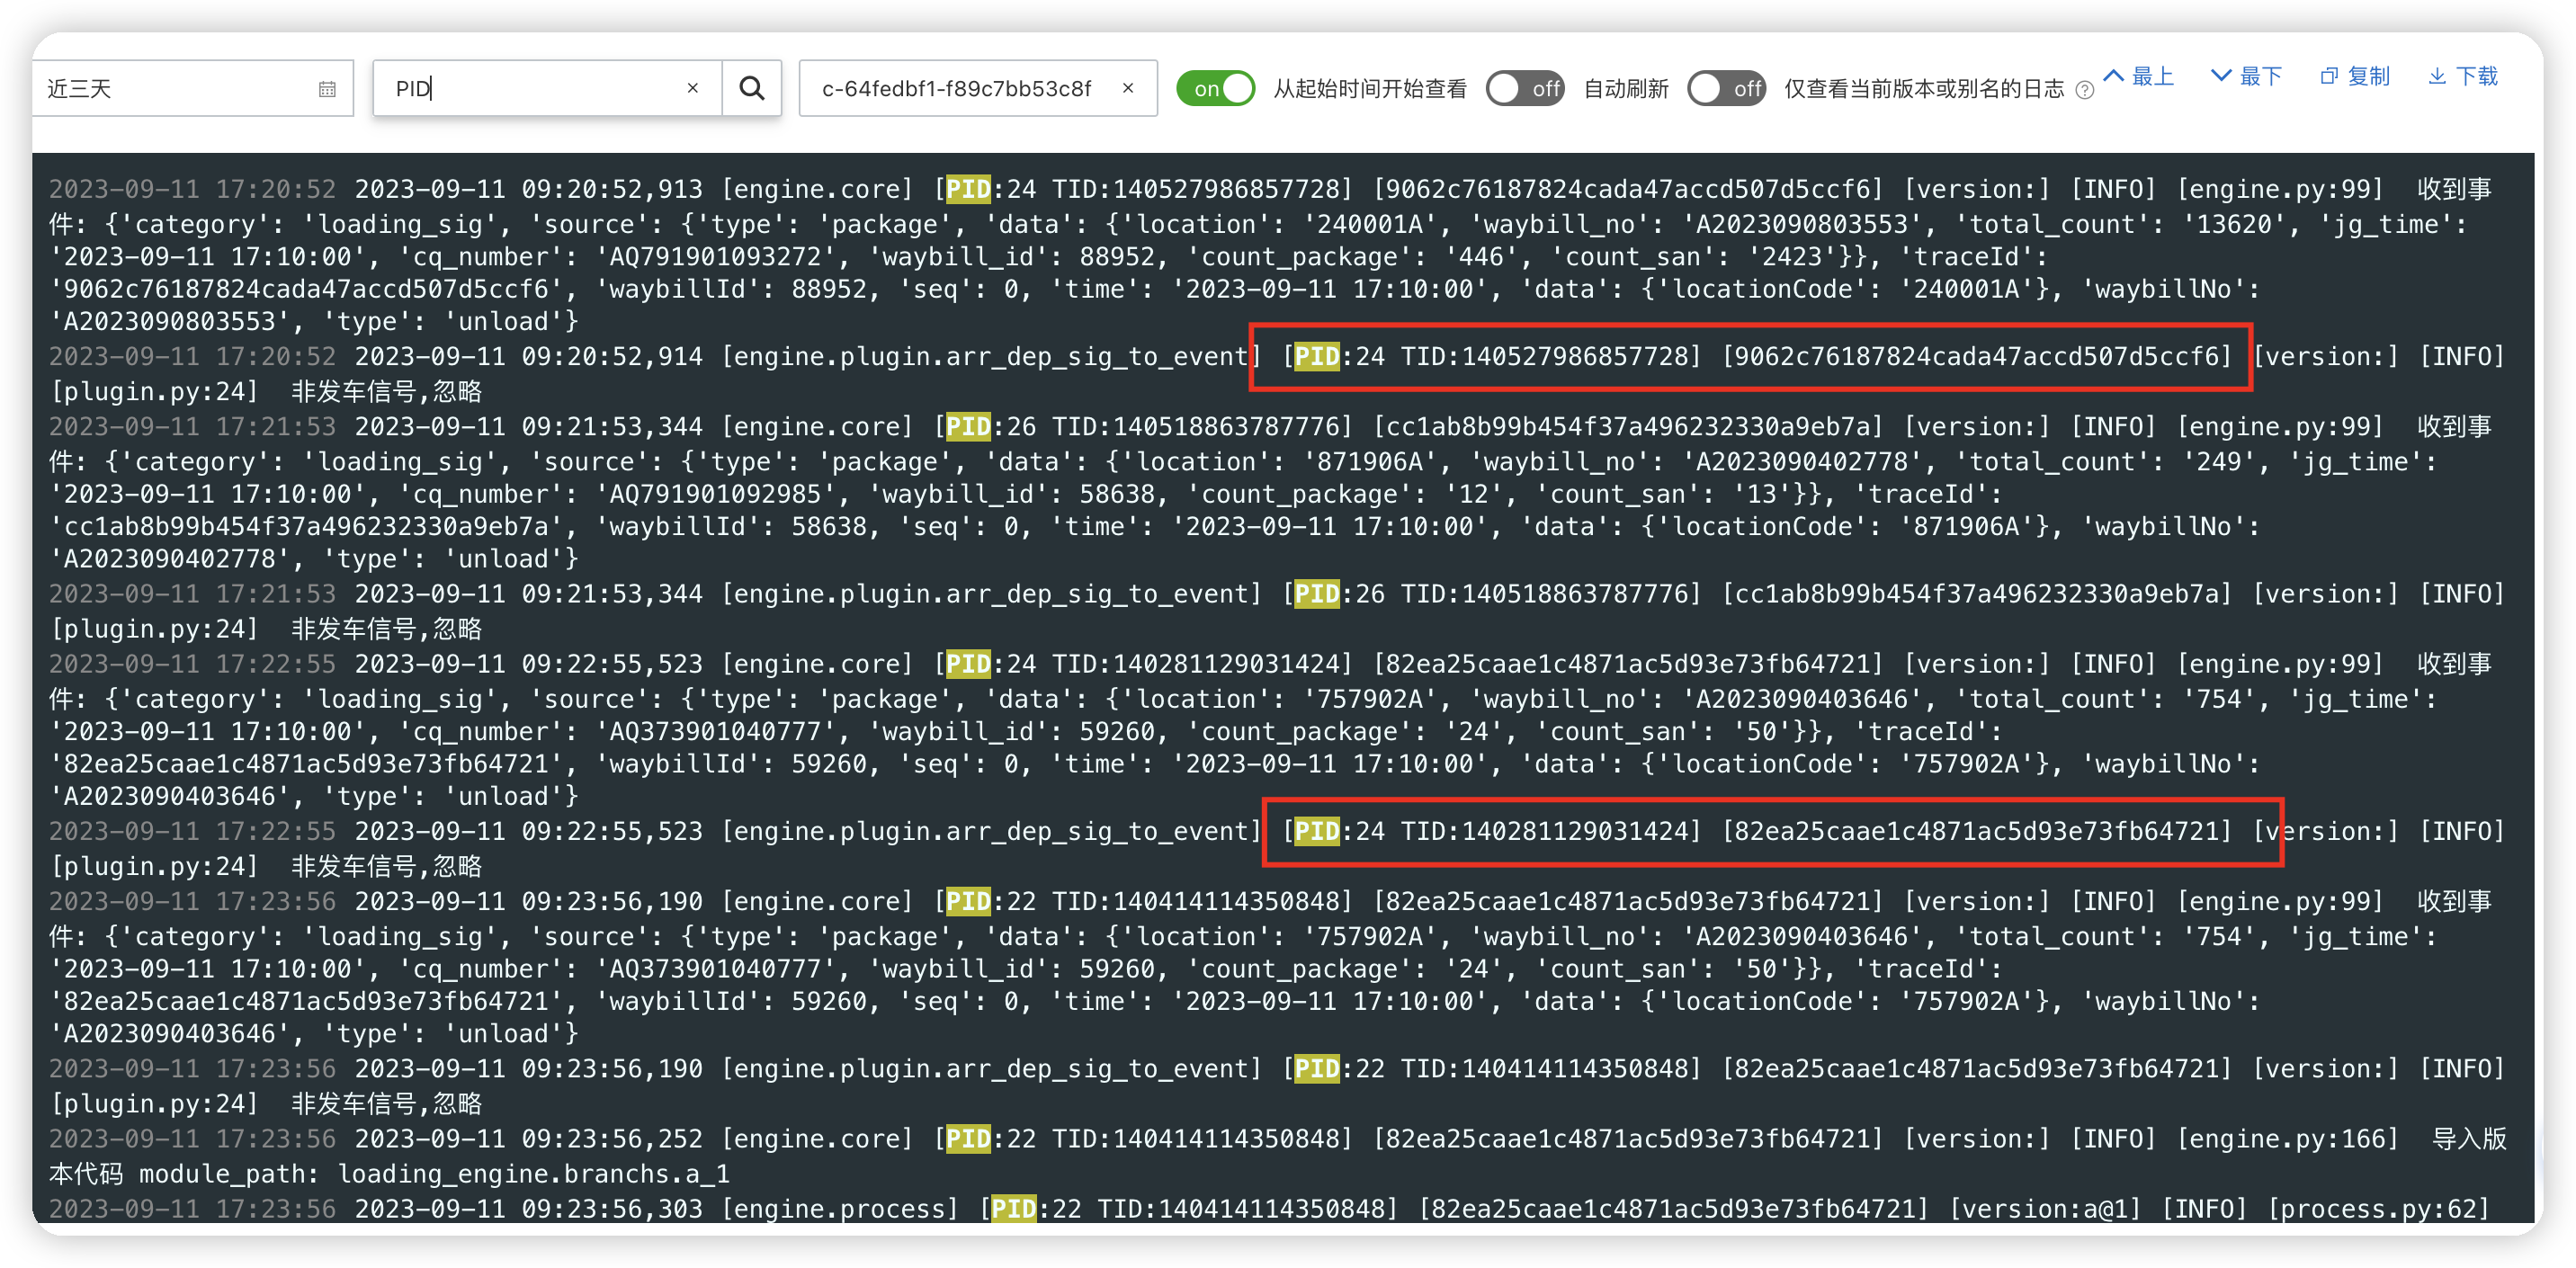 近三天 PID c-64fedbf1-f89c7bb53c8f on 从起始时间开始查看 off 自动刷新 off 仅查看当前版本或别名的日志 最上 最下 复制 下载
2023-09-11 17:20:52 2023-09-11 09:20:52,913 [engine.core] [PID:24 TID:140527986857728] [9062c76187824cada47accd507d5ccf6] [version:] [INFO] [engine.py:99] 收到事
件: {'category': 'loading_sig', 'source': {'type': 'package', 'data': {'location': '240001A', 'waybill_no': 'A2023090803553', 'total_count': '13620', 'jg_time':
'2023-09-11 17:10:00', 'cq_number': 'AQ791901093272', 'waybill_id': 88952, 'count_package': '446', 'count_san': '2423'}}, 'traceId':
'9062c76187824cada47accd507d5ccf6', 'waybillId': 88952, 'seq': 0, 'time': '2023-09-11 17:10:00', 'data': {'locationCode': '240001A'}, 'waybillNo':
'A2023090803553', 'type': 'unload'}
2023-09-11 17:20:52 2023-09-11 09:20:52,914 [engine.plugin.arr_dep_sig_to_event] [PID:24 TID:140527986857728] [9062c76187824cada47accd507d5ccf6] [version:] [INFO]
[plugin.py:24] 非发车信号,忽略
2023-09-11 17:21:53 2023-09-11 09:21:53,344 [engine.core] [PID:26 TID:140518863787776] [cc1ab8b99b454f37a496232330a9eb7a] [version:] [INFO] [engine.py:99] 收到事
件: {'category': 'loading_sig', 'source': {'type': 'package', 'data': {'location': '871906A', 'waybill_no': 'A2023090402778', 'total_count': '249', 'jg_time':
'2023-09-11 17:10:00', 'cq_number': 'AQ791901092985', 'waybill_id': 58638, 'count_package': '12', 'count_san': '13'}}, 'traceId':
'cc1ab8b99b454f37a496232330a9eb7a', 'waybillId': 58638, 'seq': 0, 'time': '2023-09-11 17:10:00', 'data': {'locationCode': '871906A'}, 'waybillNo':
'A2023090402778', 'type': 'unload'}
2023-09-11 17:21:53 2023-09-11 09:21:53,344 [engine.plugin.arr_dep_sig_to_event] [PID:26 TID:140518863787776] [cc1ab8b99b454f37a496232330a9eb7a] [version:] [INFO]
[plugin.py:24] 非发车信号,忽略
2023-09-11 17:22:55 2023-09-11 09:22:55,523 [engine.core] [PID:24 TID:140281129031424] [82ea25caae1c4871ac5d93e73fb64721] [version:] [INFO] [engine.py:99] 收到事
件: {'category': 'loading_sig', 'source': {'type': 'package', 'data': {'location': '757902A', 'waybill_no': 'A2023090403646', 'total_count': '754', 'jg_time':
'2023-09-11 17:10:00', 'cq_number': 'AQ373901040777', 'waybill_id': 59260, 'count_package': '24', 'count_san': '50'}}, 'traceId':
'82ea25caae1c4871ac5d93e73fb64721', 'waybillId': 59260, 'seq': 0, 'time': '2023-09-11 17:10:00', 'data': {'locationCode': '757902A'}, 'waybillNo':
'A2023090403646', 'type': 'unload'}
2023-09-11 17:22:55 2023-09-11 09:22:55,523 [engine.plugin.arr_dep_sig_to_event] [PID:24 TID:140281129031424] [82ea25caae1c4871ac5d93e73fb64721] [version:] [INFO]
[plugin.py:24] 非发车信号,忽略
2023-09-11 17:23:56 2023-09-11 09:23:56,190 [engine.core] [PID:22 TID:140414114350848] [82ea25caae1c4871ac5d93e73fb64721] [version:] [INFO] [engine.py:99] 收到事
件: {'category': 'loading_sig', 'source': {'type': 'package', 'data': {'location': '757902A', 'waybill_no': 'A2023090403646', 'total_count': '754', 'jg_time':
'2023-09-11 17:10:00', 'cq_number': 'AQ373901040777', 'waybill_id': 59260, 'count_package': '24', 'count_san': '50'}}, 'traceId':
'82ea25caae1c4871ac5d93e73fb64721', 'waybillId': 59260, 'seq': 0, 'time': '2023-09-11 17:10:00', 'data': {'locationCode': '757902A'}, 'waybillNo':
'A2023090403646', 'type': 'unload'}
2023-09-11 17:23:56 2023-09-11 09:23:56,190 [engine.plugin.arr_dep_sig_to_event] [PID:22 TID:140414114350848] [82ea25caae1c4871ac5d93e73fb64721] [version:] [INFO]
[plugin.py:24] 非发车信号,忽略
2023-09-11 17:23:56 2023-09-11 09:23:56,252 [engine.core] [PID:22 TID:140414114350848] [82ea25caae1c4871ac5d93e73fb64721] [version:] [INFO] [engine.py:166] 导入版
本代码 module_path: loading_engine.branchs.a_1
2023-09-11 17:23:56 2023-09-11 09:23:56,303 [engine.process] [PID:22 TID:140414114350848] [82ea25caae1c4871ac5d93e73fb64721] [version:a@1] [INFO] [process.py:62]